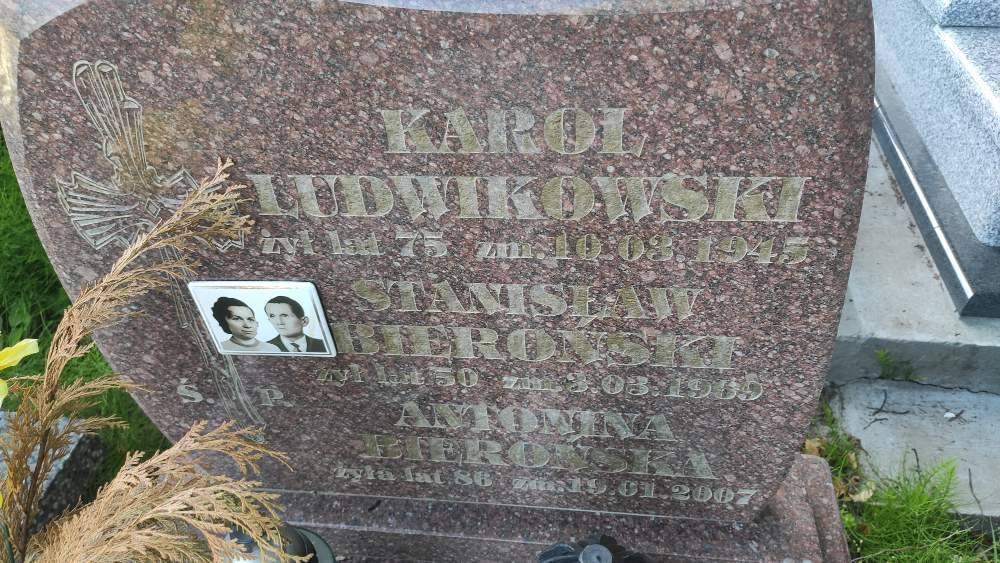 KAROL
LUDWIKOWSKI
żył lat 75 zm. 10.03.1945
STANISŁAW
BIEROŃSKI
żył lat 50 zm. 3.03.1969
Ś. P.
ANTONINA
BIEROŃSKA
żyła lat 86 zm. 19.01.2007